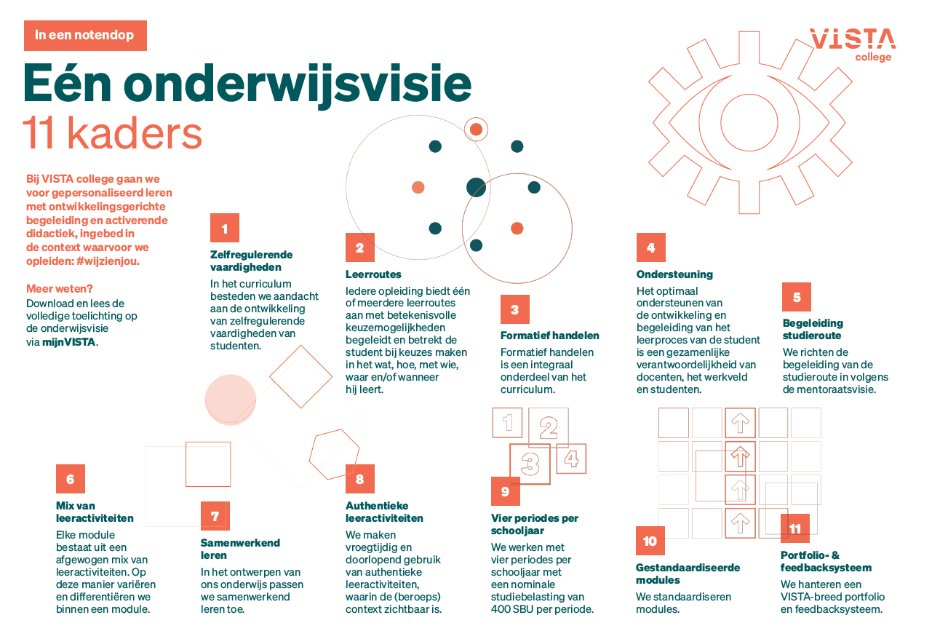 In een notendop
VISTA
college
Eén onderwijsvisie
11 kaders
Bij VISTA college gaan we
voor gepersonaliseerd leren
met ontwikkelingsgerichte
begeleiding en activerende
didactiek, ingebed in
de context waarvoor we
opleiden: #wijzienjou.
Meer weten?
Download en lees de
volledige toelichting op
de onderwijsvisie
via mijnVISTA.
1
Zelfregulerende
vaardigheden
In het curriculum
besteden we aandacht
aan de ontwikkeling
van zelfregulerende
vaardigheden van
studenten.
2
Leerroutes
Iedere opleiding biedt één
of meerdere leerroutes
aan met betekenisvolle
keuzemogelijkheden
begeleidt en betrekt de
student bij keuzes maken
in het wat, hoe, met wie,
waar en/of wanneer
hij leert.
3
Formatief handelen
Formatief handelen
is een integraal
onderdeel van het
curriculum.
4
Ondersteuning
Het optimaal
ondersteunen van
de ontwikkeling en
begeleiding van het
leerproces van de student
is een gezamenlijke
verantwoordelijkheid van
docenten, het werkveld
en studenten.
5
Begeleiding
studieroute
We richten de
begeleiding van de
studieroute in volgens
de mentoraatsvisie.
6
Mix van
leeractiviteiten
Elke module
bestaat uit een
afgewogen mix van
leeractiviteiten. Op
deze manier variëren
en differentiëren we
binnen een module.
7
Samenwerkend
leren
In het ontwerpen van
ons onderwijs passen
we samenwerkend
leren toe.
8
Authentieke
leeractiviteiten
We maken
vroegtijdig en
doorlopend gebruik
van authentieke
leeractiviteiten,
waarin de (beroeps)
context zichtbaar is.
1
2
3
4
9
Vier periodes per
schooljaar
We werken met
vier periodes per
schooljaar met
een nominale
studiebelasting van
400 SBU per periode.
10
Gestandaardiseerde
modules
We standaardiseren
modules.
11
Portfolio- &
feedbacksysteem
We hanteren een
VISTA-breed portfolio
en feedbacksysteem.